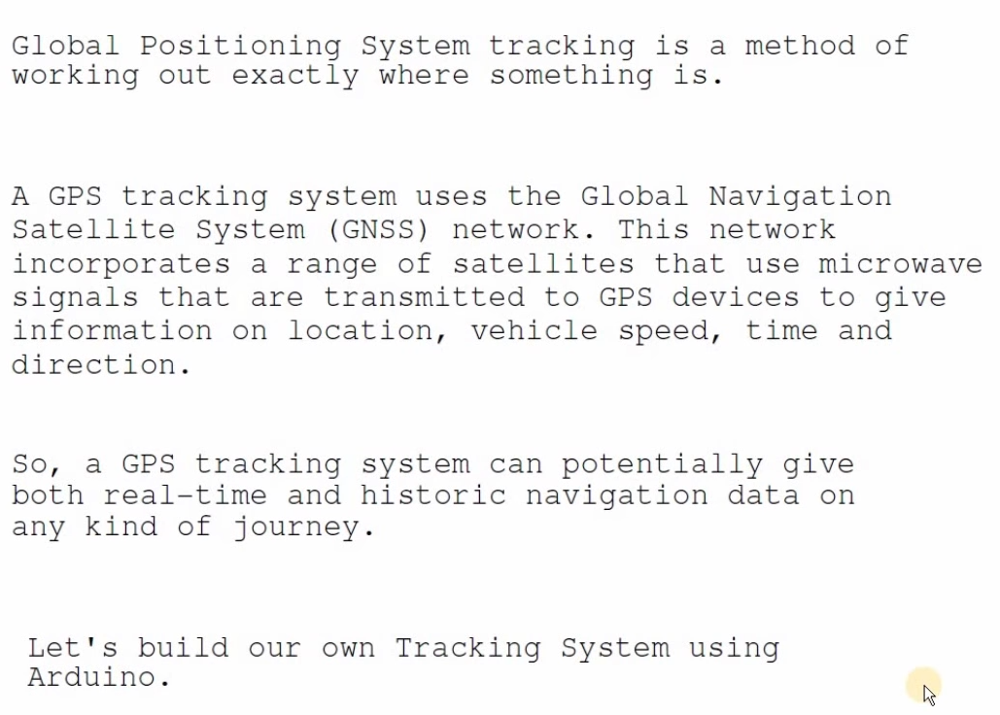 Global Positioning System tracking is a method of
working out exactly where something is.
A GPS tracking system uses the Global Navigation
Satellite System (GNSS) network. This network
incorporates a range of satellites that use microwave
signals that are transmitted to GPS devices to give
information on location, vehicle speed, time and
direction.
So, a GPS tracking system can potentially give
both real-time and historic navigation data on
any kind of journey.
Let's build our own Tracking System using
Arduino.